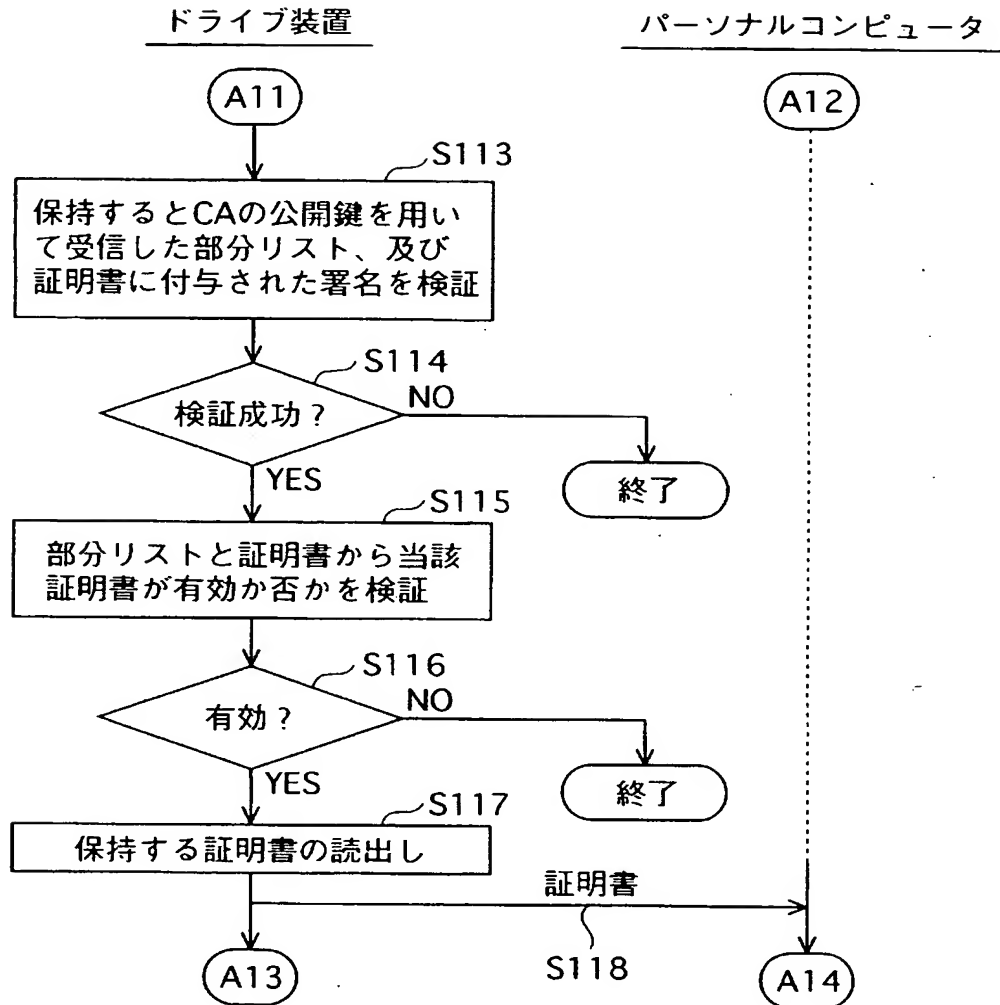 ドライブ装置
パーソナルコンピュータ
A11
A12
S113
保持するとCAの公開鍵を用い
て受信した部分リスト、及び
証明書に付与された署名を検証
S114
検証成功?
NO
YES
終了
S115
部分リストと証明書から当該
証明書が有効か否かを検証
S116
有効?
NO
YES
終了
S117
保持する証明書の読出し
証明書
S118
A13
A14